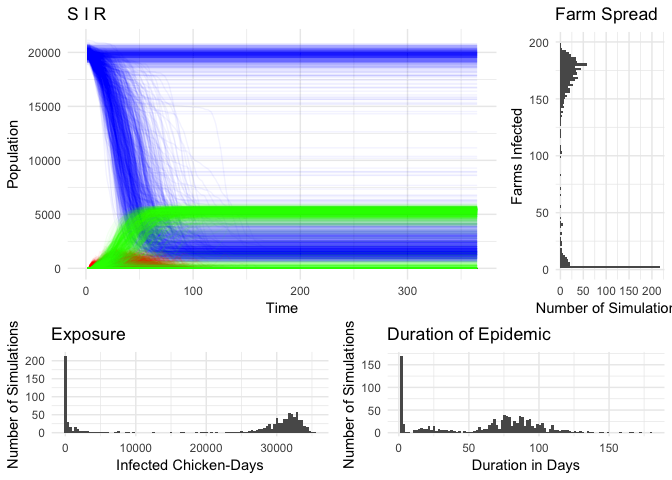 S I R
20000
15000
10000
5000
0
Population
0
100
200
300
Time
Farm Spread
200
150
100
50
0
Farms Infected
0 50 100 150 200
Number of Simulation
Exposure
200
150
100
50
0
Number of Simulations
0 10000 20000 30000
Infected Chicken-Days
Duration of Epidemic
150
100
50
0
Number of Simulations
0 50 100 150
Duration in Days